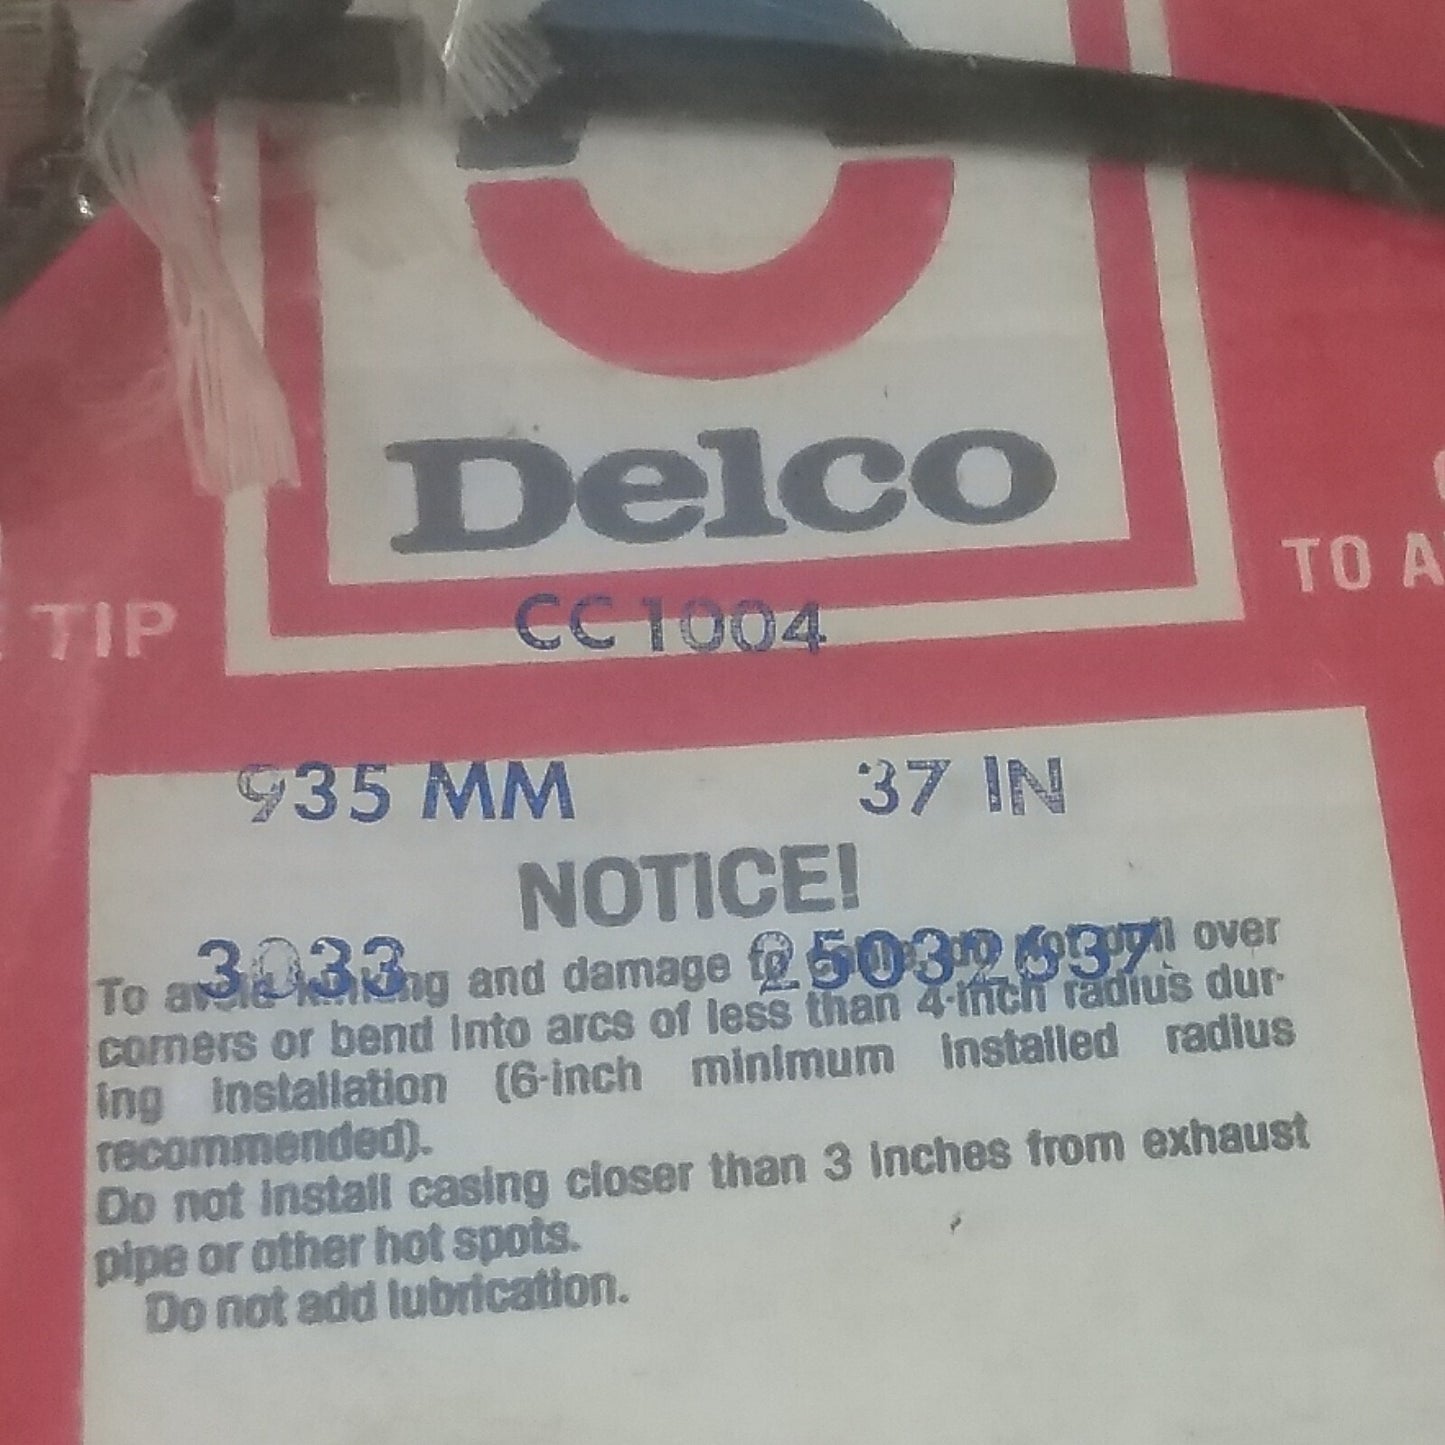 Delco
TIP
TO A
CC 1004
935 MM 37 IN
NOTICE!
3033 25032637
To avoid kinking and damage to cable, do not pull over
corners or bend into arcs of less than 4-inch radius dur-
ing installation (6-inch minimum installed radius
recommended).
Do not install casing closer than 3 inches from exhaust
pipe or other hot spots.
Do not add lubrication.